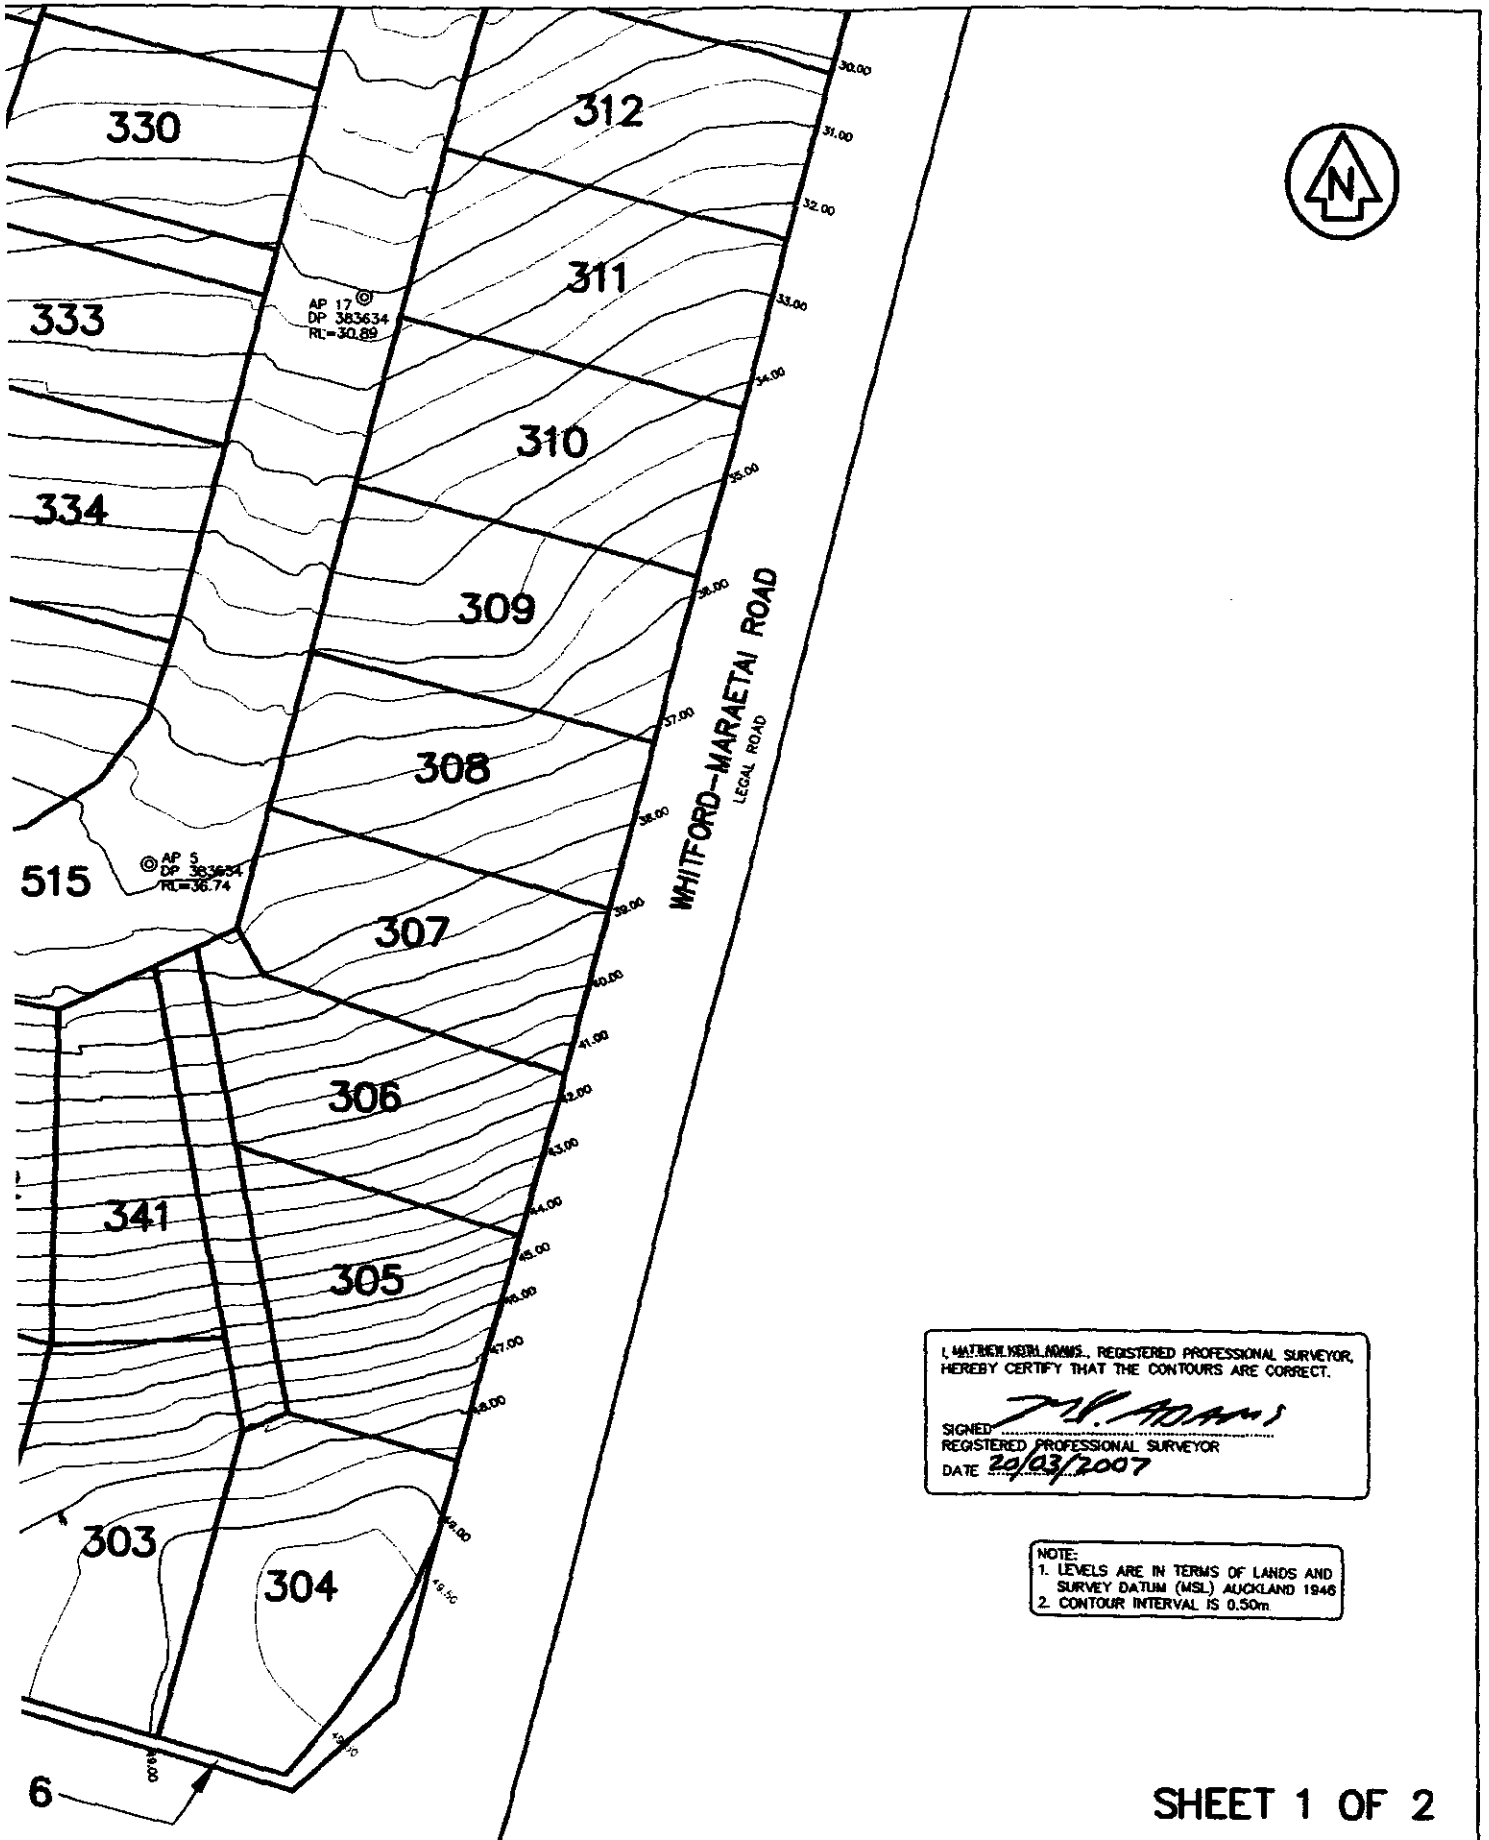 30.00
312
330
31.00
N
32.00
311
33.00
AP 17
DP 383634
RL=30.89
333
34.00
310
35.00
334
36.00
309
WHITFORD-MARAETAI ROAD
LEGAL ROAD
37.00
308
38.00
AP 5
DP 383634
RL=36.74
515
39.00
307
40.00
41.00
306
42.00
43.00
341
44.00
45.00
305
46.00
47.00
48.00
I, MATTHEW KEITH ADAMS, REGISTERED PROFESSIONAL SURVEYOR,
HEREBY CERTIFY THAT THE CONTOURS ARE CORRECT.
SIGNED M.K. ADAMS
REGISTERED PROFESSIONAL SURVEYOR
DATE 20/03/2007
49.00
303
304
49.50
NOTE:
1. LEVELS ARE IN TERMS OF LANDS AND
SURVEY DATUM (MSL) AUCKLAND 1946
2. CONTOUR INTERVAL IS 0.50m
49.50
49.00
6
SHEET 1 OF 2